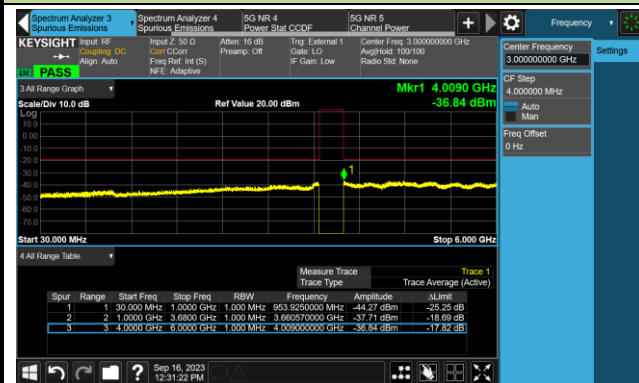 Spectrum Analyzer 3
Spurious Emissions
Spectrum Analyzer 4
Spurious Emissions
5G NR 4
Power Stat CCDF
5G NR 5
Channel Power
Frequency
KEYSIGHT
Input: RF
Coupling: DC
Align: Auto
Input Z: 50 Ω
Corr CCorr
Freq Ref: Int (S)
NFE: Adaptive
Atten: 16 dB
Preamp: Off
Trig: External 1
Gate: LO
IF Gain: Low
Center Freq: 3.000000000 GHz
Avg|Hold: 100/100
Radio Std: None
PASS
Center Frequency
3.000000000 GHz
Settings
CF Step
4.000000 MHz
Auto
Man
Freq Offset
0 Hz
3 All Range Graph
Mkr1 4.0090 GHz
Scale/Div 10.0 dB
Ref Value 20.00 dBm
-36.84 dBm
Log
10.0
0.00
-10.0
-20.0
-30.0
-40.0
-50.0
-60.0
-70.0
1
Start 30.000 MHz
Stop 6.000 GHz
4 All Range Table
Measure Trace Trace 1
Trace Type Trace Average (Active)
Spur Range Start Freq Stop Freq RBW Frequency Amplitude ΔLimit
1 1 30.000 MHz 1.0000 GHz 1.000 MHz 953.9250000 MHz -44.27 dBm -25.25 dB
2 2 1.0000 GHz 3.6800 GHz 1.000 MHz 3.660570000 GHz -37.71 dBm -18.69 dB
3 3 4.0000 GHz 6.0000 GHz 1.000 MHz 4.009000000 GHz -36.84 dBm -17.82 dB
Sep 16, 2023
12:31:22 PM